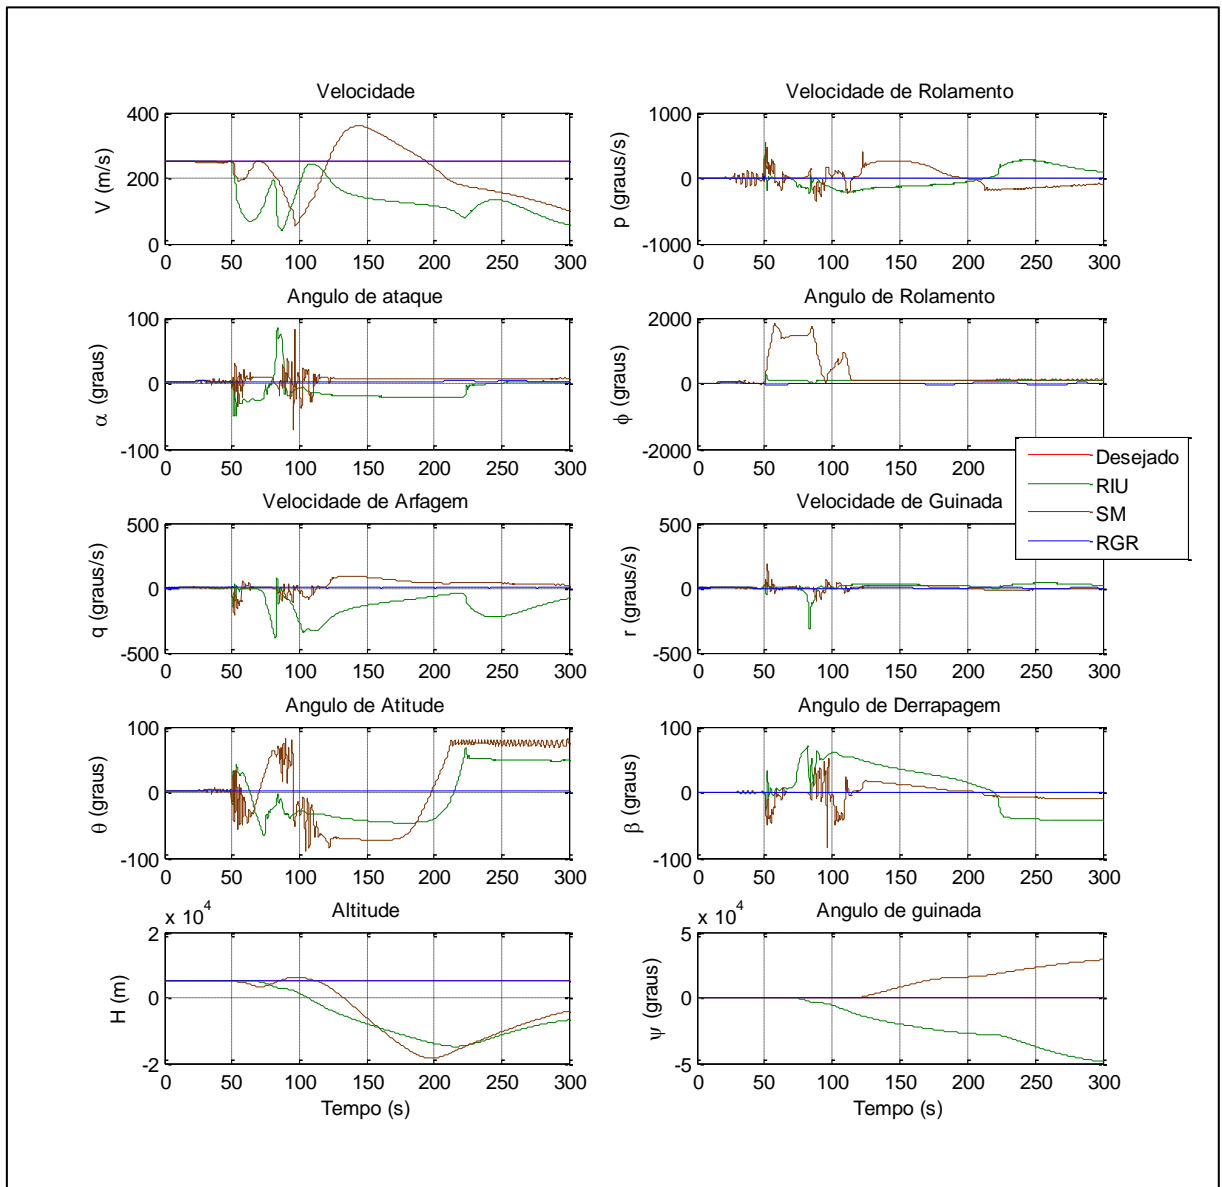 Velocidade
V (m/s)
400
200
0
0 50 100 150 200 250 300
Velocidade de Rolamento
p (graus/s)
1000
0
-1000
0 50 100 150 200 250 300
Angulo de ataque
α (graus)
100
0
-100
0 50 100 150 200 250 300
Angulo de Rolamento
ϕ (graus)
2000
0
-2000
0 50 100 150 200 250 300
Desejado
RIU
SM
RGR
Velocidade de Arfagem
q (graus/s)
500
0
-500
0 50 100 150 200 250 300
Velocidade de Guinada
r (graus/s)
500
0
-500
0 50 100 150 200 250 300
Angulo de Atitude
θ (graus)
100
0
-100
0 50 100 150 200 250 300
Angulo de Derrapagem
β (graus)
100
0
-100
0 50 100 150 200 250 300
x 10^4
Altitude
H (m)
2
0
-2
0 50 100 150 200 250 300
Tempo (s)
x 10^4
Angulo de guinada
ψ (graus)
5
0
-5
0 50 100 150 200 250 300
Tempo (s)